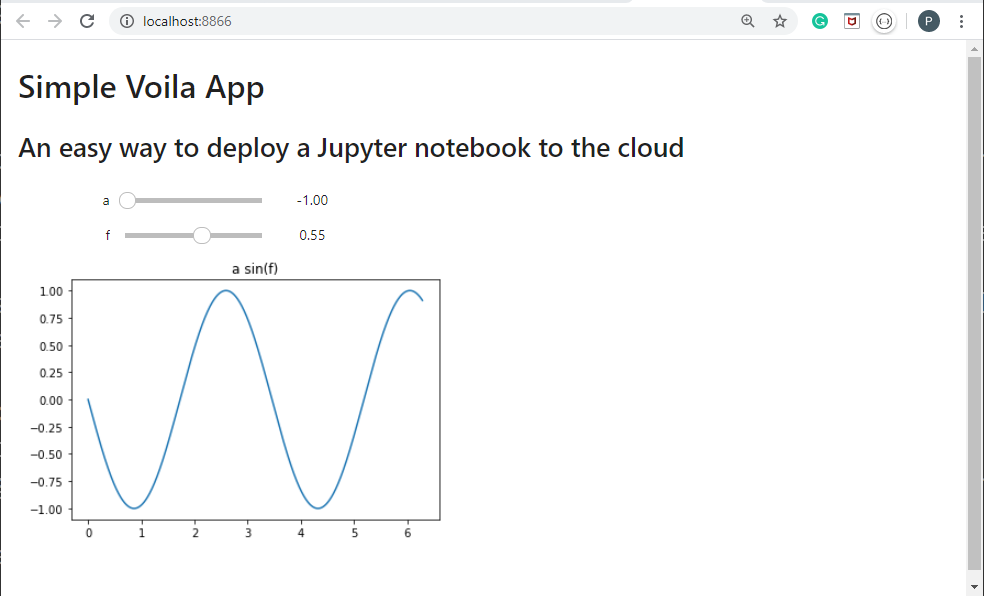 localhost:8866
P
Simple Voila App
An easy way to deploy a Jupyter notebook to the cloud
a -1.00
f 0.55
a sin(f)
1.00
0.75
0.50
0.25
0.00
−0.25
−0.50
−0.75
−1.00
0 1 2 3 4 5 6